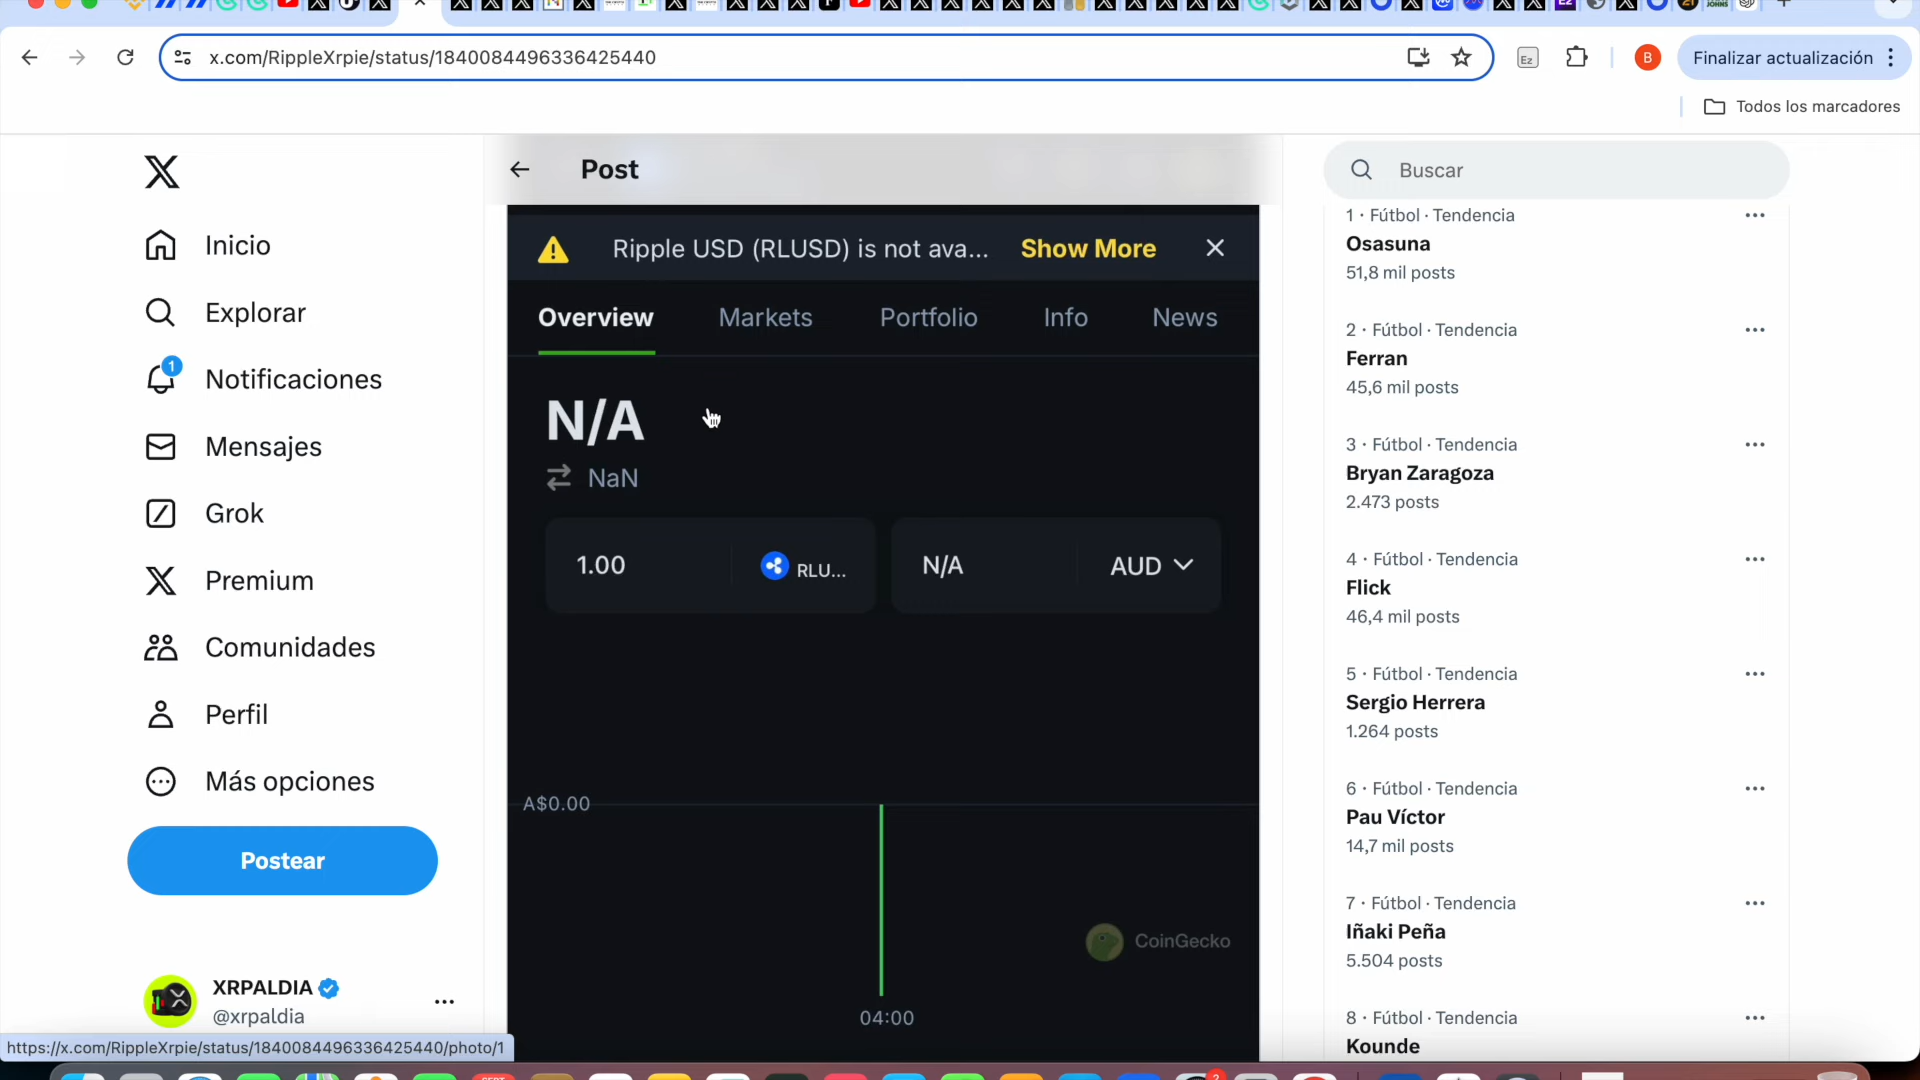 x.com/RippleXrpie/status/1840084496336425440
Ez
B
Finalizar actualización
Todos los marcadores
Post
Buscar
Inicio
Explorar
1
Notificaciones
Mensajes
Grok
Premium
Comunidades
Perfil
Más opciones
Postear
XRPALDIA
@xrpaldia
https://x.com/RippleXrpie/status/1840084496336425440/photo/1
Ripple USD (RLUSD) is not ava... Show More
Overview Markets Portfolio Info News
N/A
NaN
1.00 RLU... N/A AUD
A$0.00
CoinGecko
04:00
1 · Fútbol · Tendencia
Osasuna
51,8 mil posts
2 · Fútbol · Tendencia
Ferran
45,6 mil posts
3 · Fútbol · Tendencia
Bryan Zaragoza
2.473 posts
4 · Fútbol · Tendencia
Flick
46,4 mil posts
5 · Fútbol · Tendencia
Sergio Herrera
1.264 posts
6 · Fútbol · Tendencia
Pau Víctor
14,7 mil posts
7 · Fútbol · Tendencia
Iñaki Peña
5.504 posts
8 · Fútbol · Tendencia
Kounde
SEPT
2